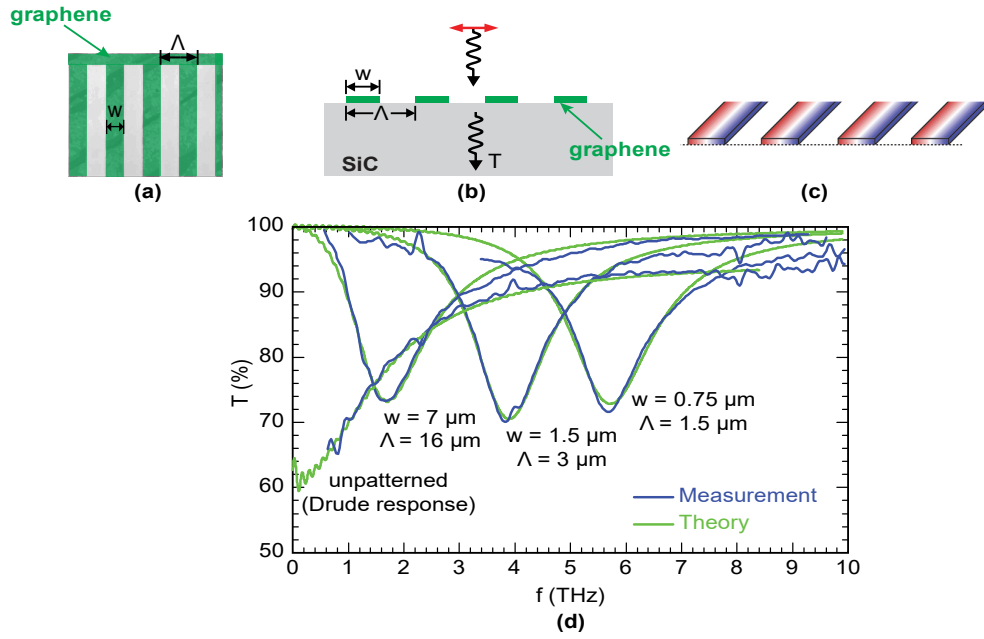 graphene
Λ
w
(a)
w
Λ
T
SiC
graphene
(b)
(c)
100
90
80
70
60
50
T (%)
w = 7 μm
Λ = 16 μm
w = 1.5 μm
Λ = 3 μm
w = 0.75 μm
Λ = 1.5 μm
unpatterned
(Drude response)
Measurement
Theory
0 1 2 3 4 5 6 7 8 9 10
f (THz)
(d)